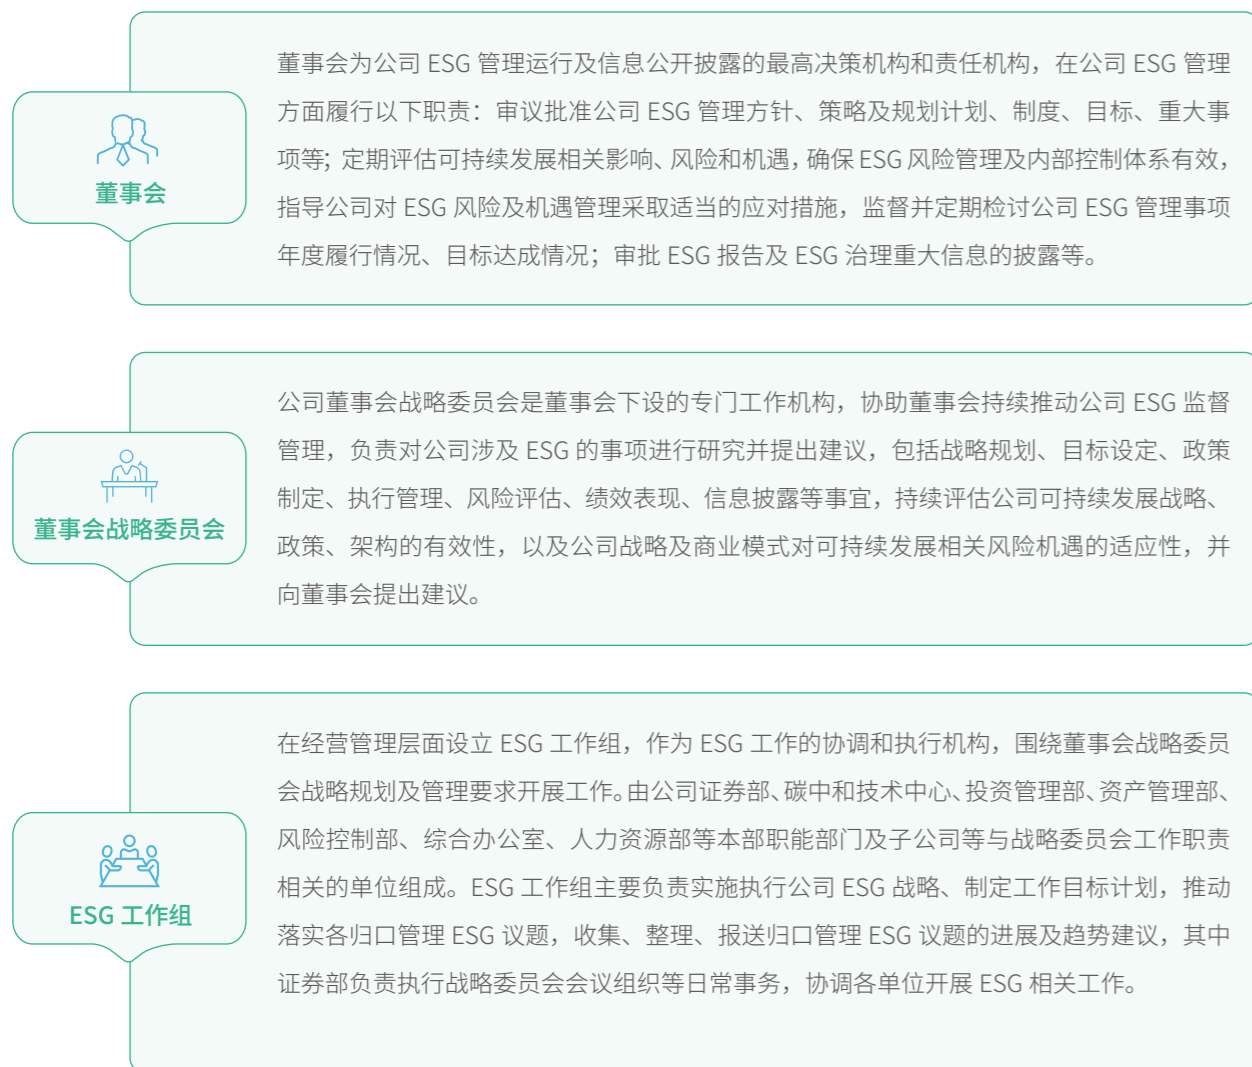 董事会为公司 ESG 管理运行及信息公开披露的最高决策机构和责任机构，在公司 ESG 管理
方面履行以下职责：审议批准公司 ESG 管理方针、策略及规划计划、制度、目标、重大事
项等；定期评估可持续发展相关影响、风险和机遇，确保 ESG 风险管理及内部控制体系有效，
指导公司对 ESG 风险及机遇管理采取适当的应对措施，监督并定期检讨公司 ESG 管理事项
年度履行情况、目标达成情况；审批 ESG 报告及 ESG 治理重大信息的披露等。
董事会
公司董事会战略委员会是董事会下设的专门工作机构，协助董事会持续推动公司 ESG 监督
管理，负责对公司涉及 ESG 的事项进行研究并提出建议，包括战略规划、目标设定、政策
制定、执行管理、风险评估、绩效表现、信息披露等事宜，持续评估公司可持续发展战略、
政策、架构的有效性，以及公司战略及商业模式对可持续发展相关风险机遇的适应性，并
向董事会提出建议。
董事会战略委员会
在经营管理层面设立 ESG 工作组，作为 ESG 工作的协调和执行机构，围绕董事会战略委员
会战略规划及管理要求开展工作。由公司证券部、碳中和技术中心、投资管理部、资产管理部、
风险控制部、综合办公室、人力资源部等本部职能部门及子公司等与战略委员会工作职责
相关的单位组成。ESG 工作组主要负责实施执行公司 ESG 战略、制定工作目标计划，推动
落实各归口管理 ESG 议题，收集、整理、报送归口管理 ESG 议题的进展及趋势建议，其中
证券部负责执行战略委员会会议组织等日常事务，协调各单位开展 ESG 相关工作。
ESG 工作组